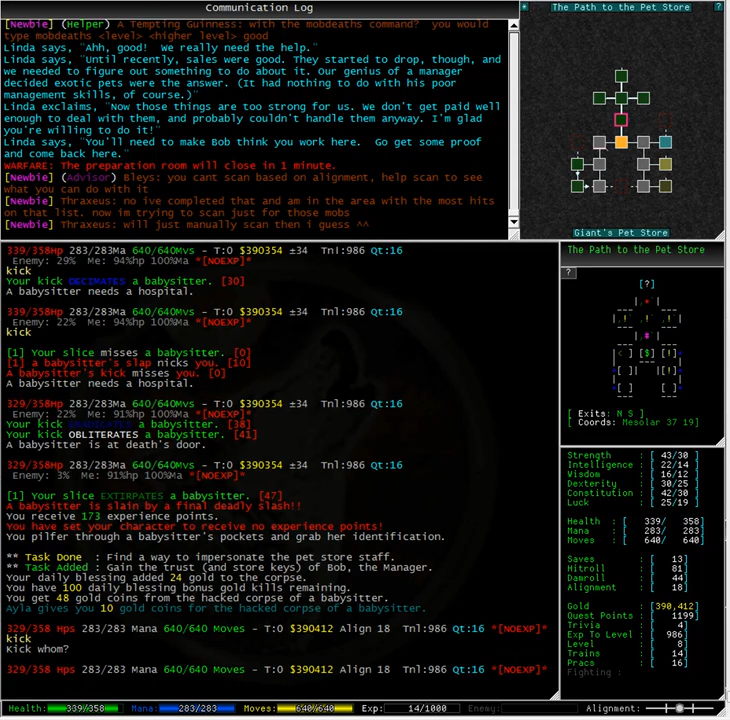 Communication Log
[Newbie] (Helper) A Tempting Guinness: with the mobdeaths command?  you would
type mobdeaths <level> <higher level> good
Linda says, "Ahh, good!  We really need the help."
Linda says, "Until recently, sales were good. They started to drop, though, and
we needed to figure out something to do about it. Our genius of a manager
decided exotic pets were the answer. (It had nothing to do with his poor
management skills, of course.)"
Linda exclaims, "Now those things are too strong for us. We don't get paid well
enough to deal with them, and probably couldn't handle them anyway. I'm glad
you're willing to do it!"
Linda says, "You'll need to make Bob think you work here.  Go get some proof
and come back here."
WARFARE: The preparation room will close in 1 minute.
[Newbie] (Advisor) Bleys: you cant scan based on alignment, help scan to see
what you can do with it
[Newbie] Thraxeus: no ive completed that and am in the area with the most hits
on that list. now im trying to scan just for those mobs
[Newbie] Thraxeus: will just manually scan then i guess ^^
The Path to the Pet Store
?
Giant's Pet Store
339/358Hp 283/283Ma 640/640Mvs - T:0 $390354 ±34  Tnl:986 Qt:16
Enemy: 29%  Me: 94%hp 100%Ma *[NOEXP]*
kick
Your kick DECIMATES a babysitter. [30]
A babysitter needs a hospital.
339/358Hp 283/283Ma 640/640Mvs - T:0 $390354 ±34  Tnl:986 Qt:16
Enemy: 22%  Me: 94%hp 100%Ma *[NOEXP]*
kick
[1] Your slice misses a babysitter. [0]
[1] a babysitter's slap nicks you. [10]
A babysitter's kick misses you. [0]
A babysitter needs a hospital.
329/358Hp 283/283Ma 640/640Mvs - T:0 $390354 ±34  Tnl:986 Qt:16
Enemy: 22%  Me: 91%hp 100%Ma *[NOEXP]*
Your kick a babysitter. [38]
Your kick OBLITERATES a babysitter. [41]
A babysitter is at death's door.
329/358Hp 283/283Ma 640/640Mvs - T:0 $390354 ±34  Tnl:986 Qt:16
Enemy: 3%  Me: 91%hp 100%Ma *[NOEXP]*
[1] Your slice EXTIRPATES a babysitter. [47]
A babysitter is slain by a final deadly slash!!
You receive 173 experience points.
You have set your character to receive no experience points!
You pilfer through a babysitter's pockets and grab her identification.
** Task Done  : Find a way to impersonate the pet store staff.
** Task Added : Gain the trust (and store keys) of Bob, the Manager.
Your daily blessing added 24 gold to the corpse.
You have 100 daily blessing bonus gold kills remaining.
You get 48 gold coins from the hacked corpse of a babysitter.
Ayla gives you 10 gold coins for the hacked corpse of a babysitter.
329/358 Hps 283/283 Mana 640/640 Moves - T:0 $390412 Align 18  Tnl:986 Qt:16 *[NOEXP]*
kick
Kick whom?
329/358 Hps 283/283 Mana 640/640 Moves - T:0 $390412 Align 18  Tnl:986 Qt:16 *[NOEXP]*
The Path to the Pet Store
?
[ Exits: N S ]
[ Coords: Mesolar 37 19]
Strength : [ 43/30 ]
Intelligence : [ 22/14 ]
Wisdom : [ 16/12 ]
Dexterity : [ 30/25 ]
Constitution : [ 42/30 ]
Luck : [ 25/19 ]
Health : [ 339/ 358]
Mana : [ 283/ 283]
Moves : [ 640/ 640]
Saves : [ 13]
Hitroll : [ 81]
Damroll : [ 44]
Alignment : [ 18]
Gold : [390,412]
Quest Points : [ 1199]
Trivia : [ 4]
Exp To Level : [ 986]
Level : [ 8]
Trains : [ 14]
Pracs : [ 16]
Fighting :
Health: 339/358 Mana: 283/283 Moves: 640/640 Exp: 14/1000 Enemy: Alignment: